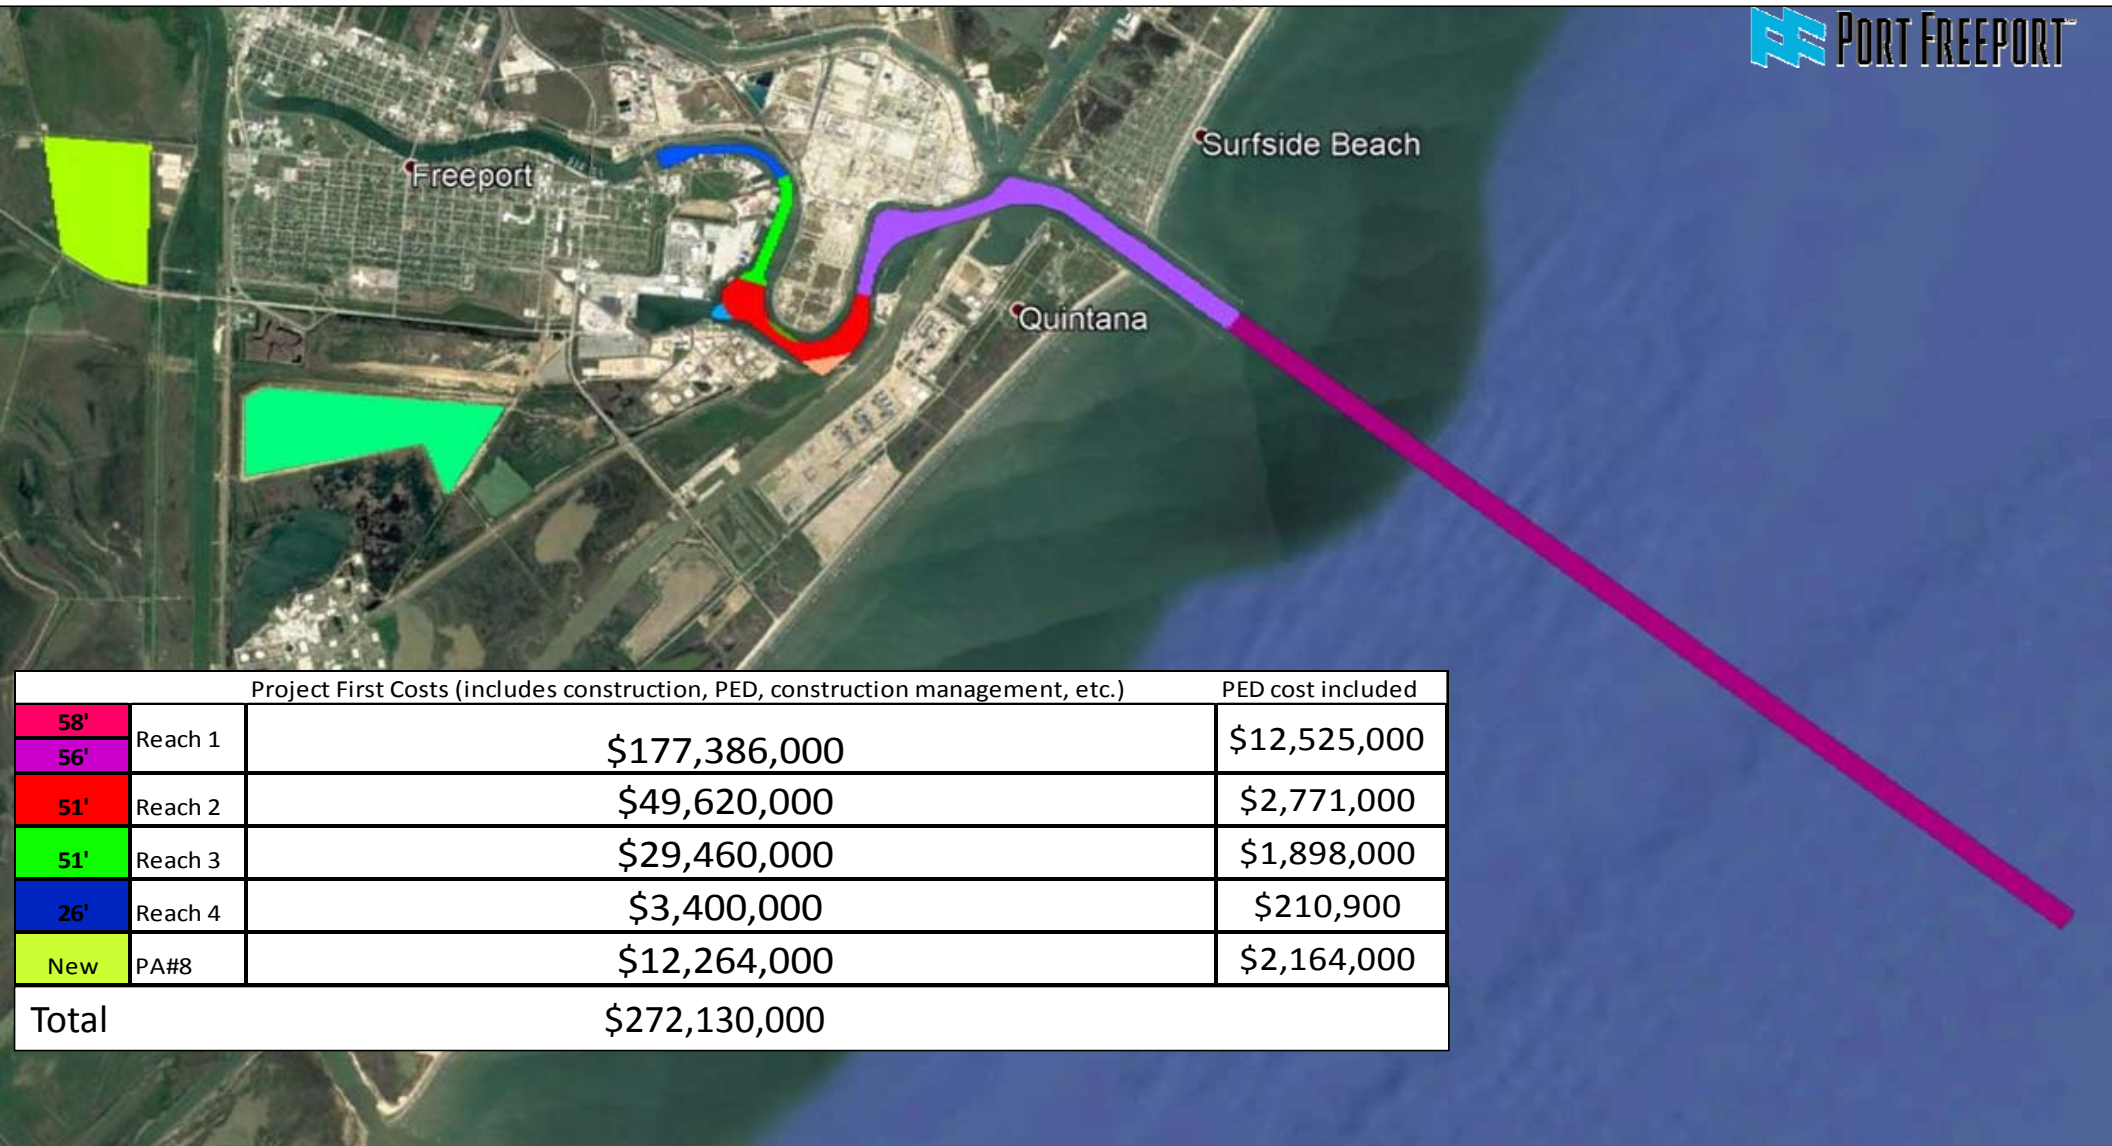 PORT FREEPORT
Surfside Beach
Freeport
Quintana
Project First Costs (includes construction, PED, construction management, etc.) PED cost included
58'
56'
Reach 1 $177,386,000 $12,525,000
51' Reach 2 $49,620,000 $2,771,000
51' Reach 3 $29,460,000 $1,898,000
26' Reach 4 $3,400,000 $210,900
New PA#8 $12,264,000 $2,164,000
Total $272,130,000